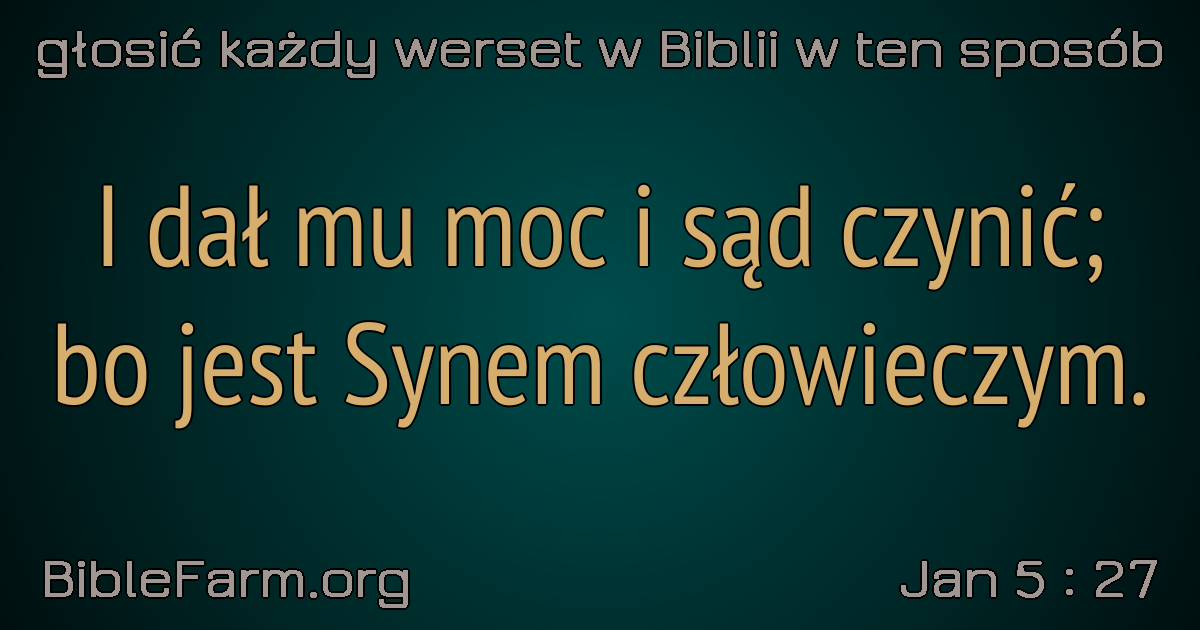 głosić każdy werset w Biblii w ten sposób
I dał mu moc i sąd czynić;
bo jest Synem człowieczym.
BibleFarm.org
Jan 5 : 27